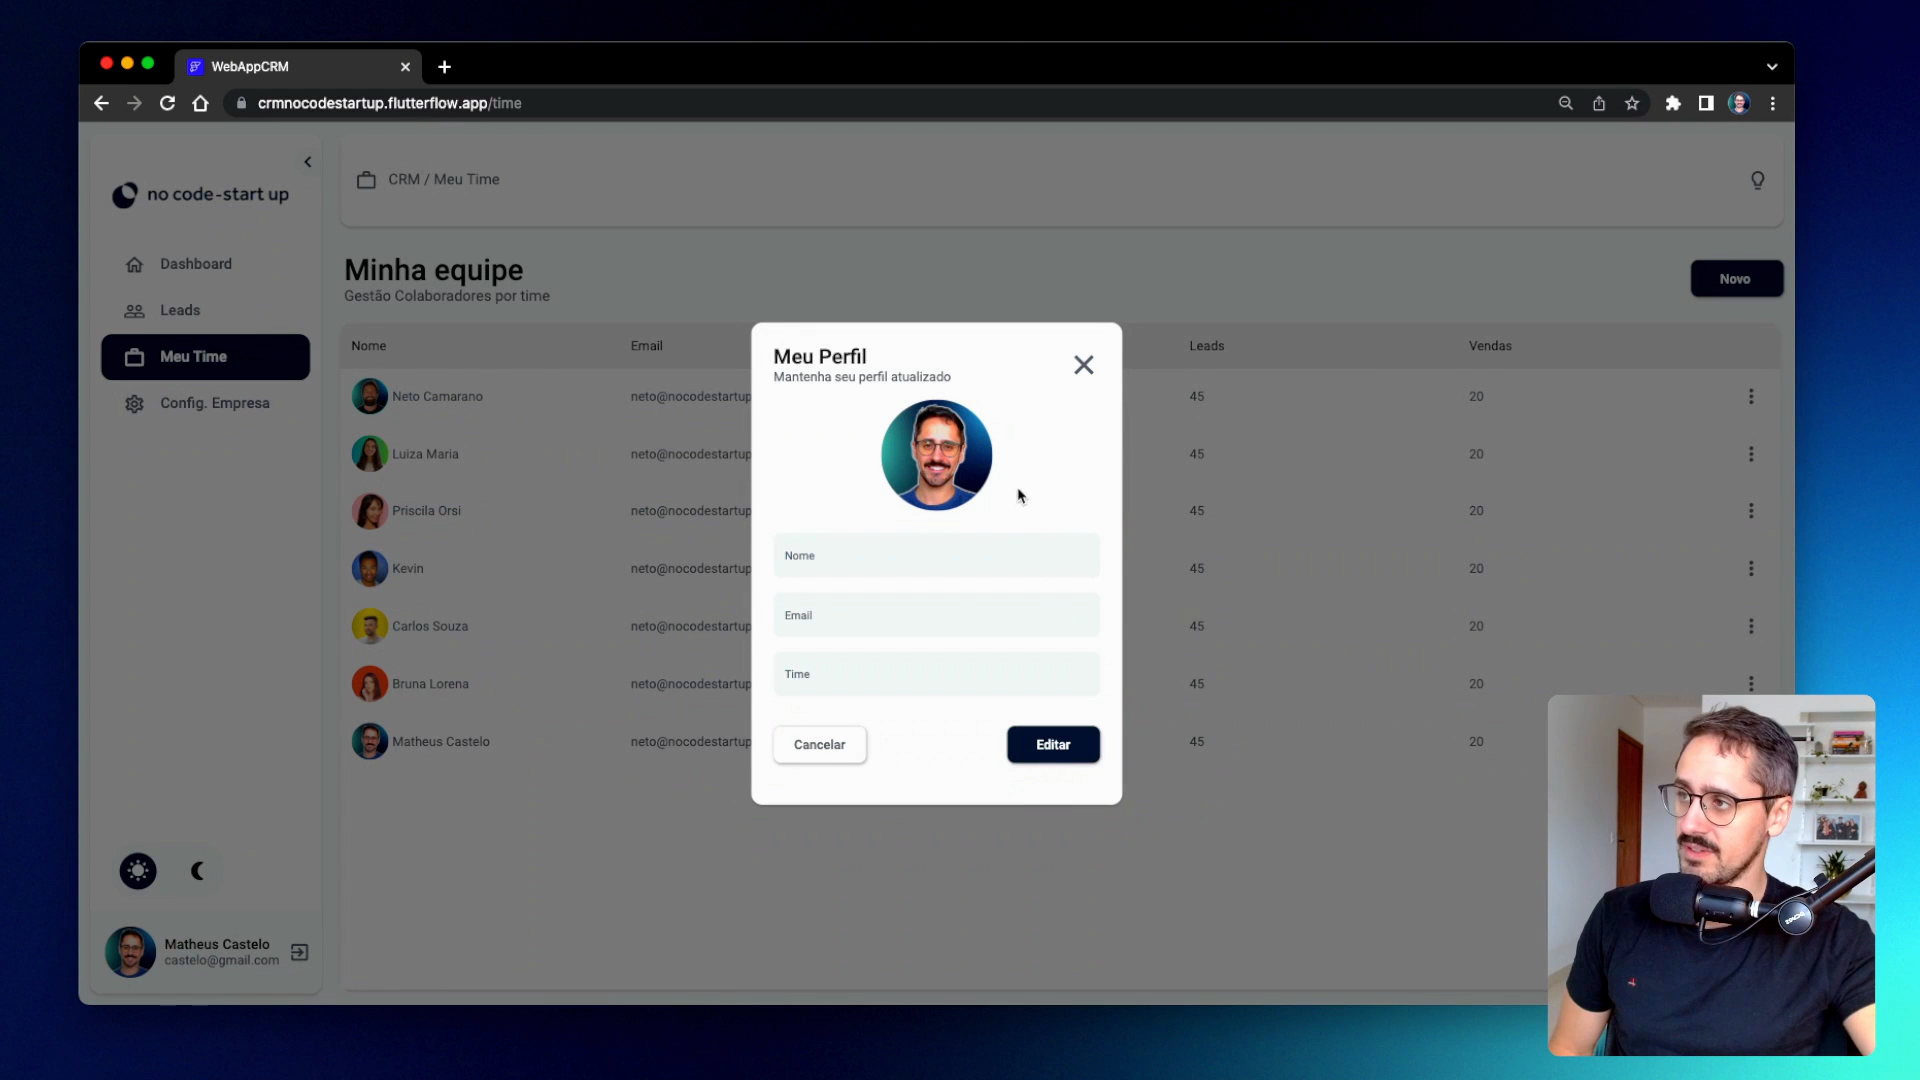 WebAppCRM
crmnocodestartup.flutterflow.app/time
no code-start up
CRM / Meu Time
Dashboard
Leads
Meu Time
Config. Empresa
Minha equipe
Gestão Colaboradores por time
Novo
Nome Email Leads Vendas
Neto Camarano neto@nocodestartup 45 20
Luiza Maria neto@nocodestartup 45 20
Priscila Orsi neto@nocodestartup 45 20
Kevin neto@nocodestartup 45 20
Carlos Souza neto@nocodestartup 45 20
Bruna Lorena neto@nocodestartup 45 20
Matheus Castelo neto@nocodestartup 45 20
Meu Perfil
Mantenha seu perfil atualizado
Nome
Email
Time
Cancelar
Editar
Matheus Castelo
castelo@gmail.com